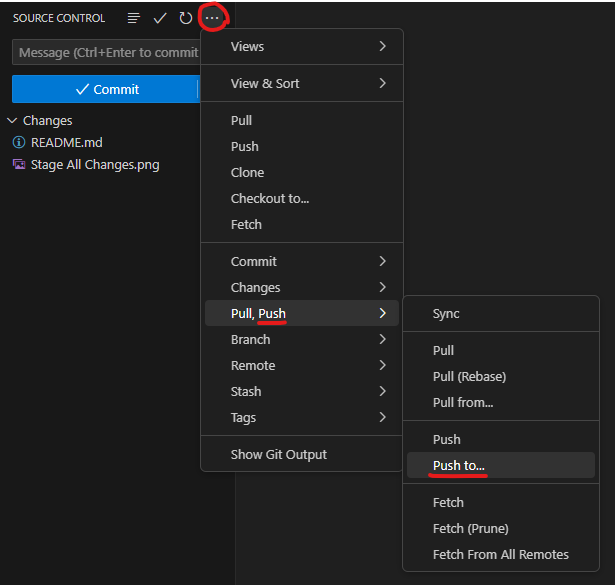 SOURCE CONTROL
Message (Ctrl+Enter to commit
Commit
Changes
README.md
Stage All Changes.png
Views
View & Sort
Pull
Push
Clone
Checkout to...
Fetch
Commit
Changes
Pull, Push
Branch
Remote
Stash
Tags
Show Git Output
Sync
Pull
Pull (Rebase)
Pull from...
Push
Push to...
Fetch
Fetch (Prune)
Fetch From All Remotes